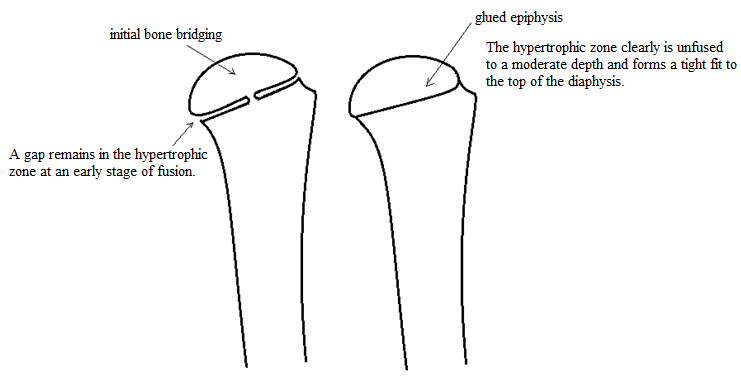 initial bone bridging
glued epiphysis
The hypertrophic zone clearly is unfused
to a moderate depth and forms a tight fit to
the top of the diaphysis.
A gap remains in the hypertrophic
zone at an early stage of fusion.